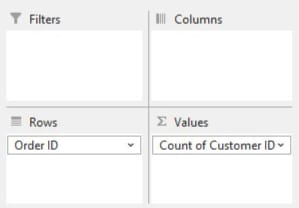 Filters
Columns
Rows
Values
Order ID
Count of Customer ID